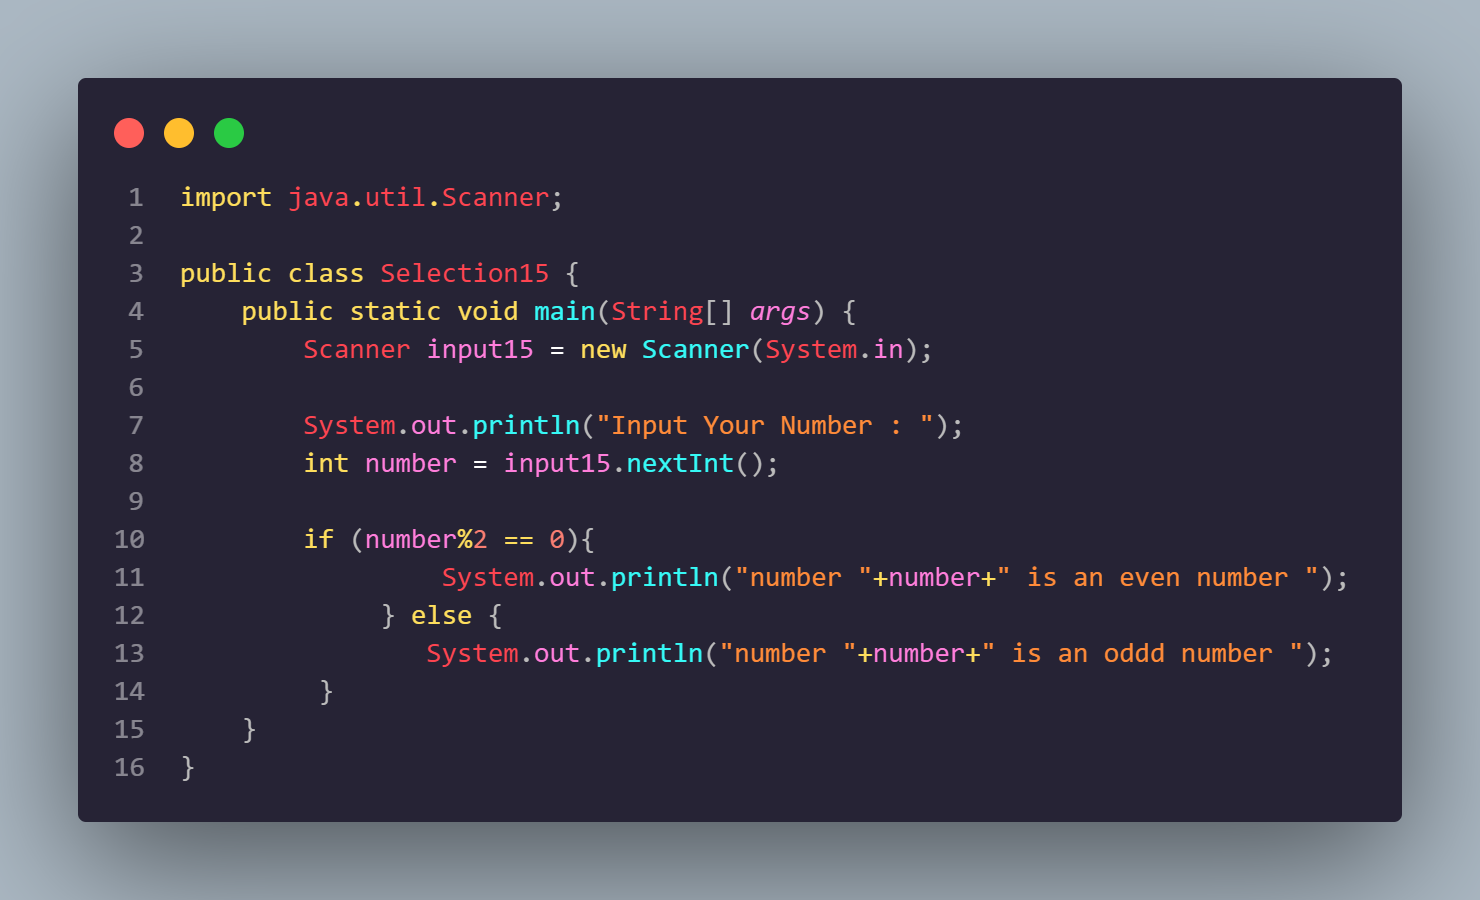 1 import java.util.Scanner;
2
3 public class Selection15 {
4     public static void main(String[] args) {
5         Scanner input15 = new Scanner(System.in);
6
7         System.out.println("Input Your Number : ");
8         int number = input15.nextInt();
9
10         if (number%2 == 0){
11                  System.out.println("number "+number+" is an even number ");
12              } else {
13                 System.out.println("number "+number+" is an oddd number ");
14          }
15     }
16 }